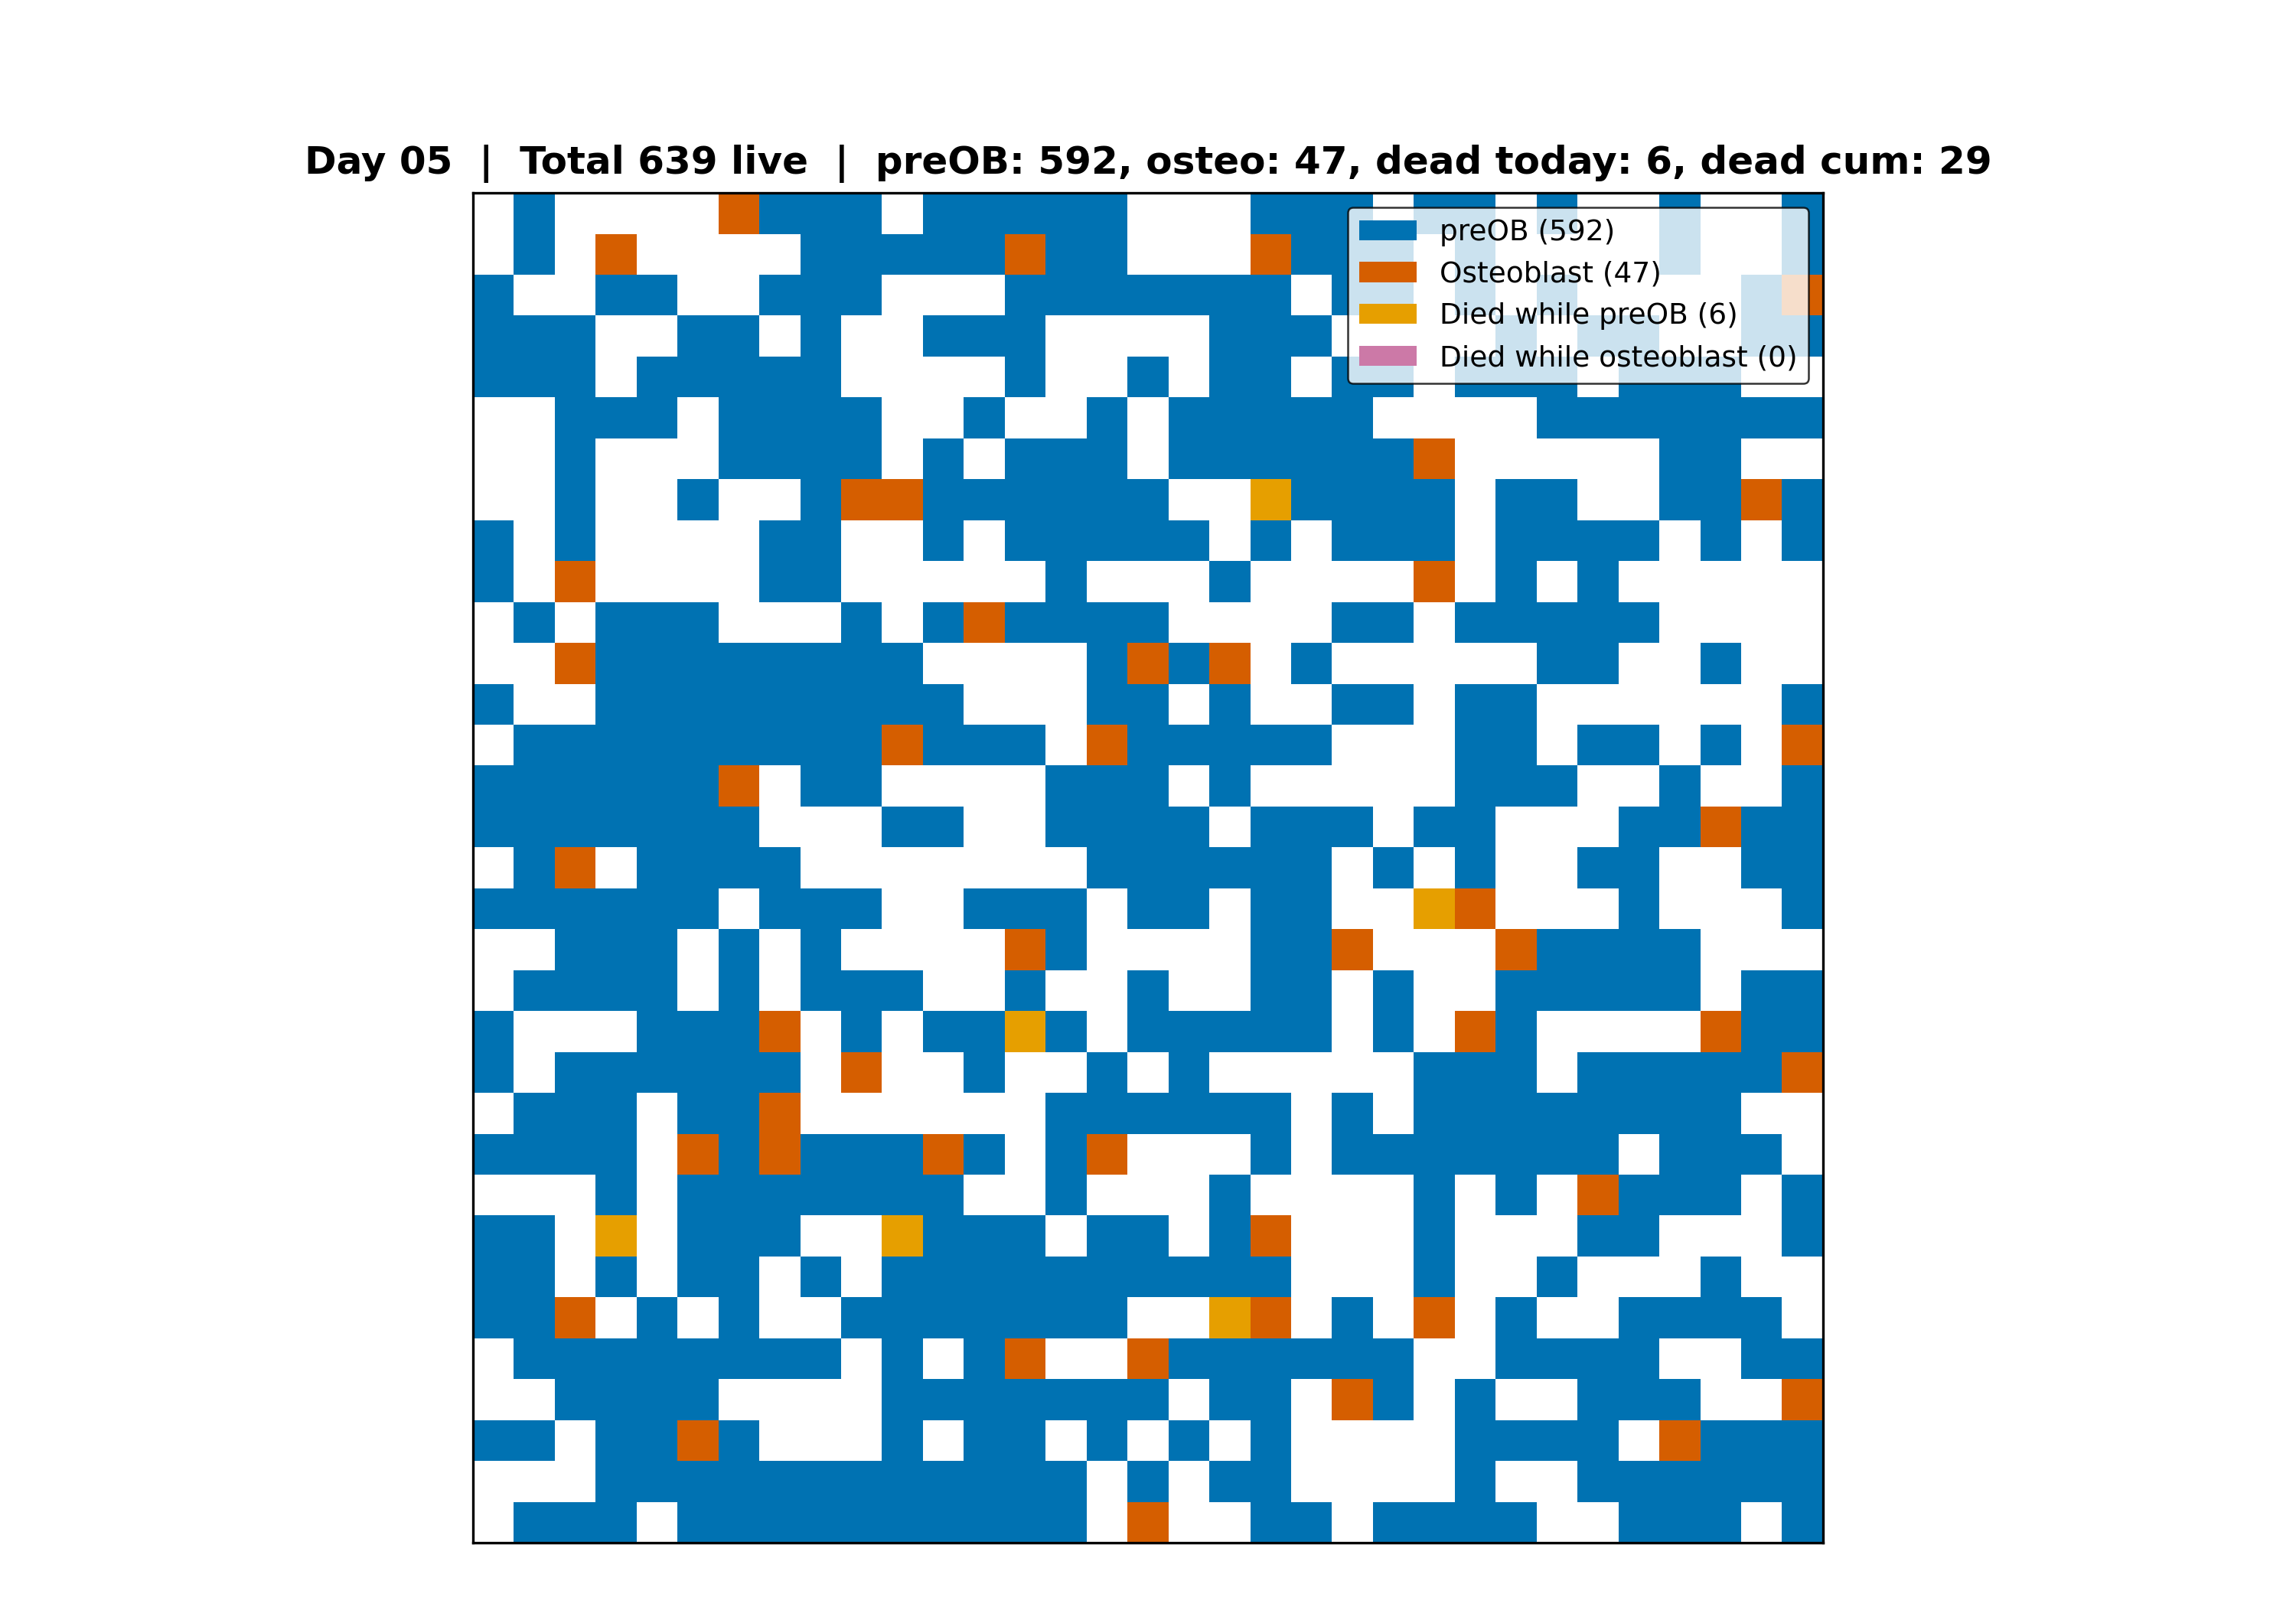 Day 05 | Total 639 live | preOB: 592, osteo: 47, dead today: 6, dead cum: 29
preOB (592)
Osteoblast (47)
Died while preOB (6)
Died while osteoblast (0)